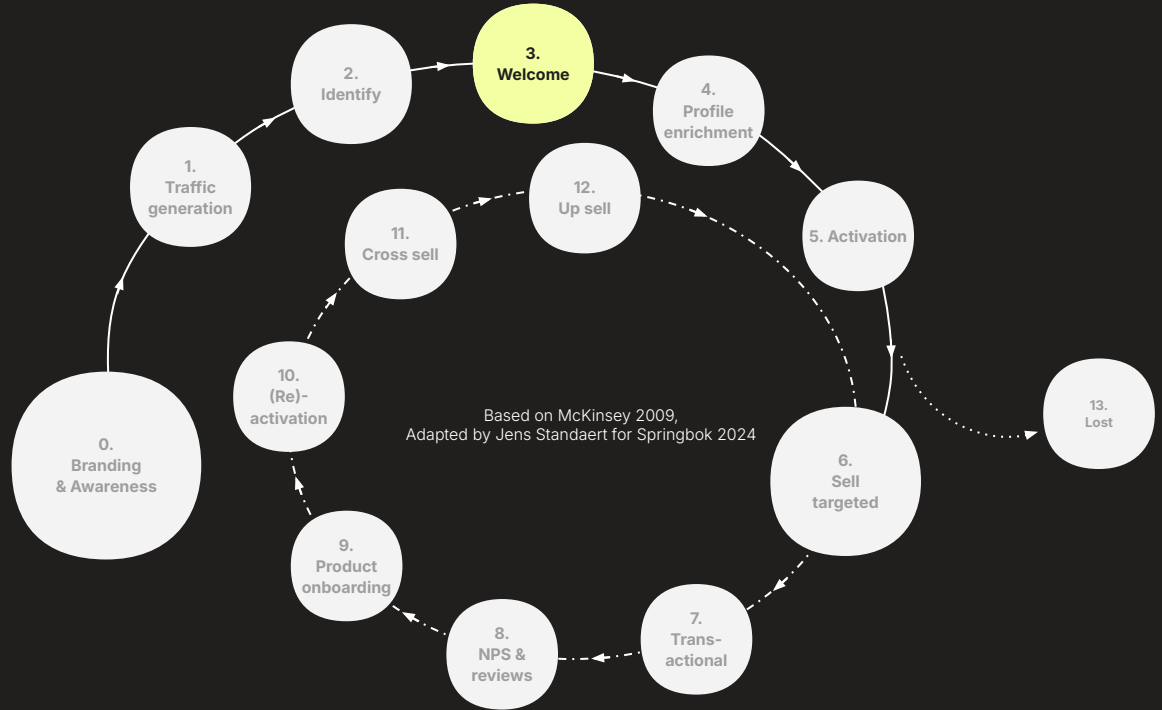 0.
Branding
& Awareness
1.
Traffic
generation
2.
Identify
3.
Welcome
4.
Profile
enrichment
5. Activation
6.
Sell
targeted
7.
Trans-
actional
8.
NPS &
reviews
9.
Product
onboarding
10.
(Re)-
activation
11.
Cross sell
12.
Up sell
13.
Lost
Based on McKinsey 2009,
Adapted by Jens Standaert for Springbok 2024